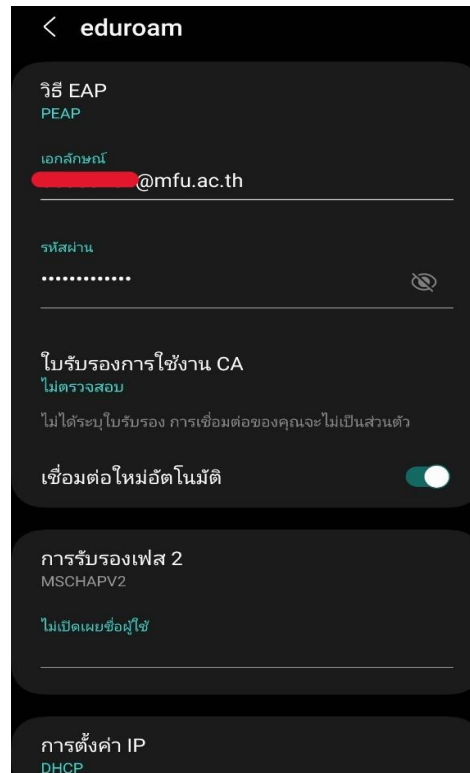 eduroam
วิธี EAP
PEAP
เอกลักษณ์
@mfu.ac.th
รหัสผ่าน
•••••••••••••
ใบรับรองการใช้งาน CA
ไม่ตรวจสอบ
ไม่ได้ระบุใบรับรอง การเชื่อมต่อของคุณจะไม่เป็นส่วนตัว
เชื่อมต่อใหม่อัตโนมัติ
การรับรองเฟส 2
MSCHAPV2
ไม่เปิดเผยชื่อผู้ใช้
การตั้งค่า IP
DHCP